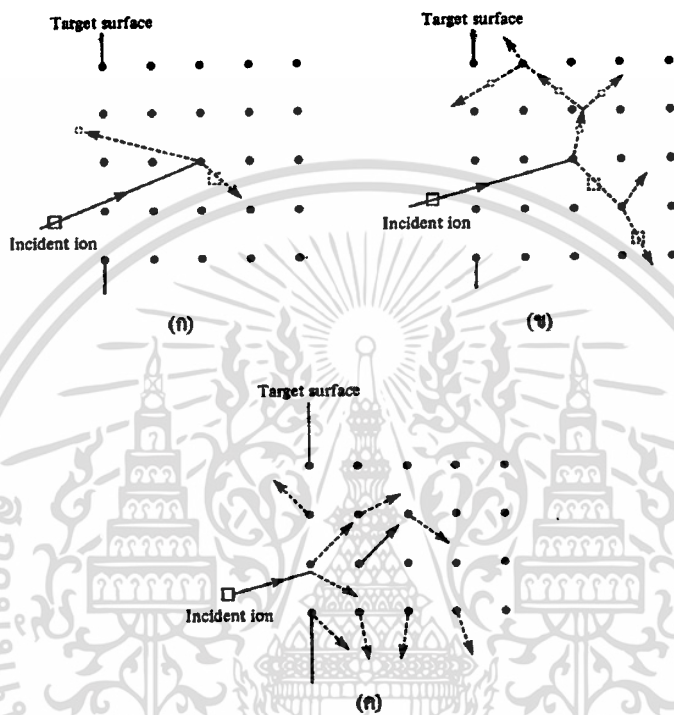 Target surface
Target surface
Incident ion
Incident ion
(ก)
(ข)
Target surface
Incident ion
(ค)